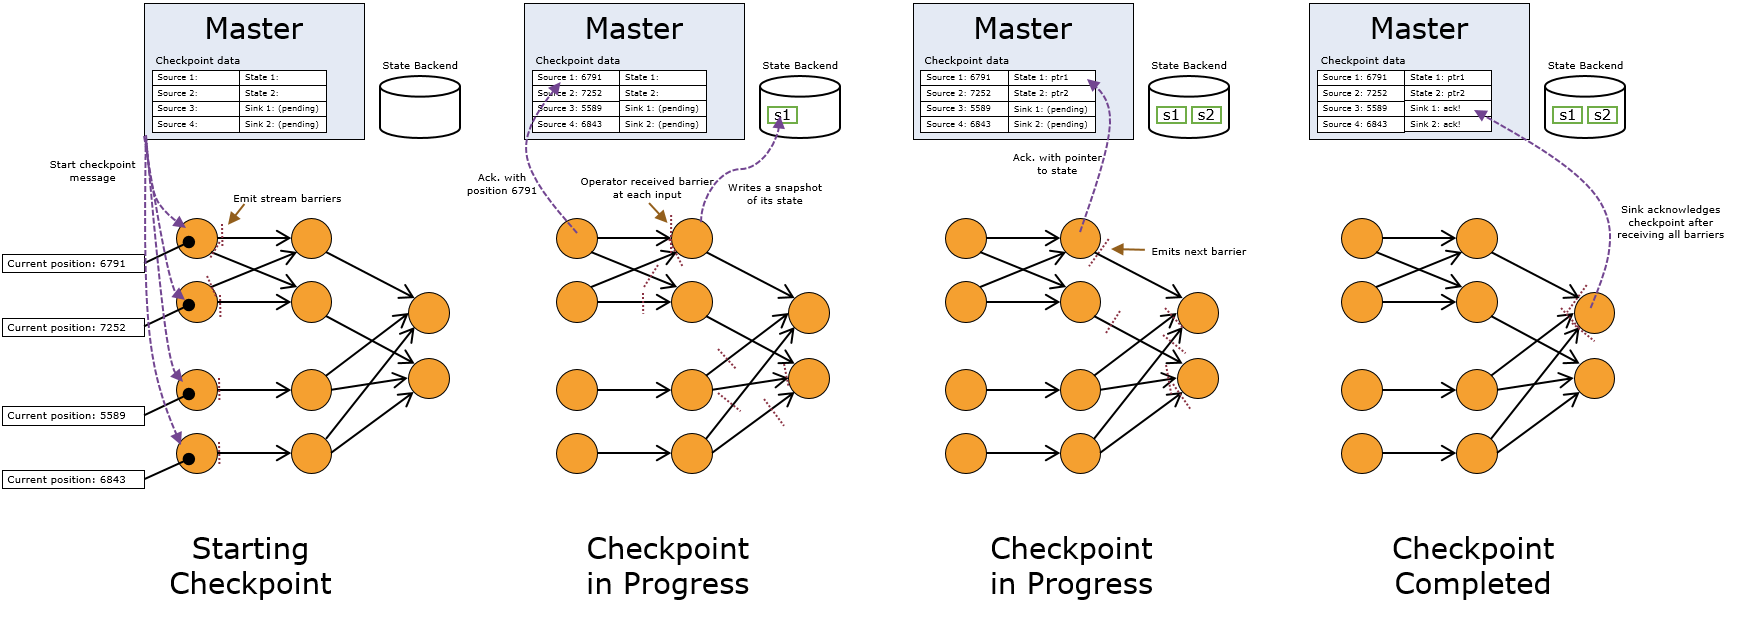 Master
Checkpoint data
Source 1:
State 1:
Source 2:
State 2:
Source 3:
Sink 1: (pending)
Source 4:
Sink 2: (pending)
State Backend
Start checkpoint
message
Emit stream barriers
Current position: 6791
Current position: 7252
Current position: 5589
Current position: 6843
Starting
Checkpoint
Master
Checkpoint data
Source 1: 6791
State 1:
Source 2: 7252
State 2:
Source 3: 5589
Sink 1: (pending)
Source 4: 6843
Sink 2: (pending)
State Backend
s1
Ack. with
position 6791
Operator received barrier
at each input
Writes a snapshot
of its state
Checkpoint
in Progress
Master
Checkpoint data
Source 1: 6791
State 1: ptr1
Source 2: 7252
State 2: ptr2
Source 3: 5589
Sink 1: (pending)
Source 4: 6843
Sink 2: (pending)
State Backend
s1
s2
Ack. with pointer
to state
Emits next barrier
Checkpoint
in Progress
Master
Checkpoint data
Source 1: 6791
State 1: ptr1
Source 2: 7252
State 2: ptr2
Source 3: 5589
Sink 1: ack!
Source 4: 6843
Sink 2: ack!
State Backend
s1
s2
Sink acknowledges
checkpoint after
receiving all barriers
Checkpoint
Completed